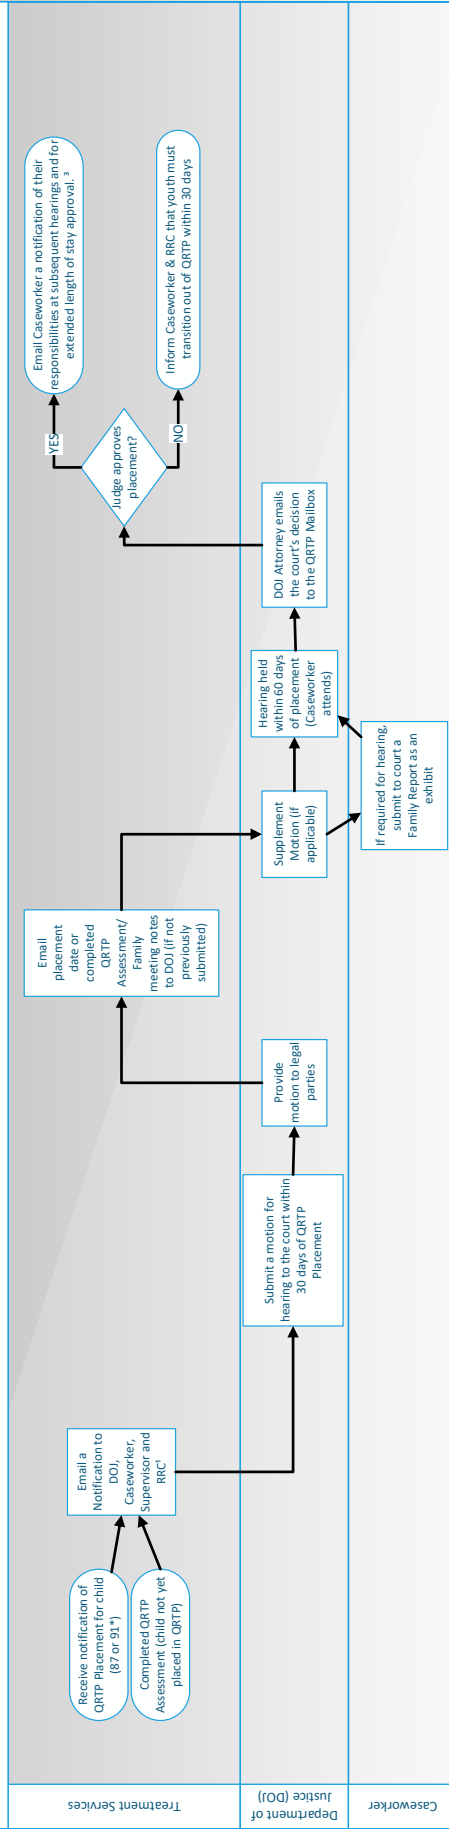 Treatment Services
Receive notification of
QRTP Placement for child
(87 or 91*)
Completed QRTP
Assessment (child not yet
placed in QRTP)
Email a
Notification to
DOJ,
Caseworker,
Supervisor and
RRC¹
Email
placement
date or
completed
QRTP
Assessment/
Family
meeting notes
to DOJ (if not
previously
submitted)
Judge approves
placement?
YES
Email Caseworker a notification of their
responsibilities at subsequent hearings and for
extended length of stay approval. ³
NO
Inform Caseworker & RRC that youth must
transition out of QRTP within 30 days
Department of
Justice (DOJ)
Submit a motion for
hearing to the court within
30 days of QRTP
Placement
Provide
motion to legal
parties
Supplement
Motion (if
applicable)
Hearing held
within 60 days
of placement
(Caseworker
attends)
DOJ Attorney emails
the court's decision
to the QRTP Mailbox
Caseworker
If required for hearing,
submit to court a
Family Report as an
exhibit